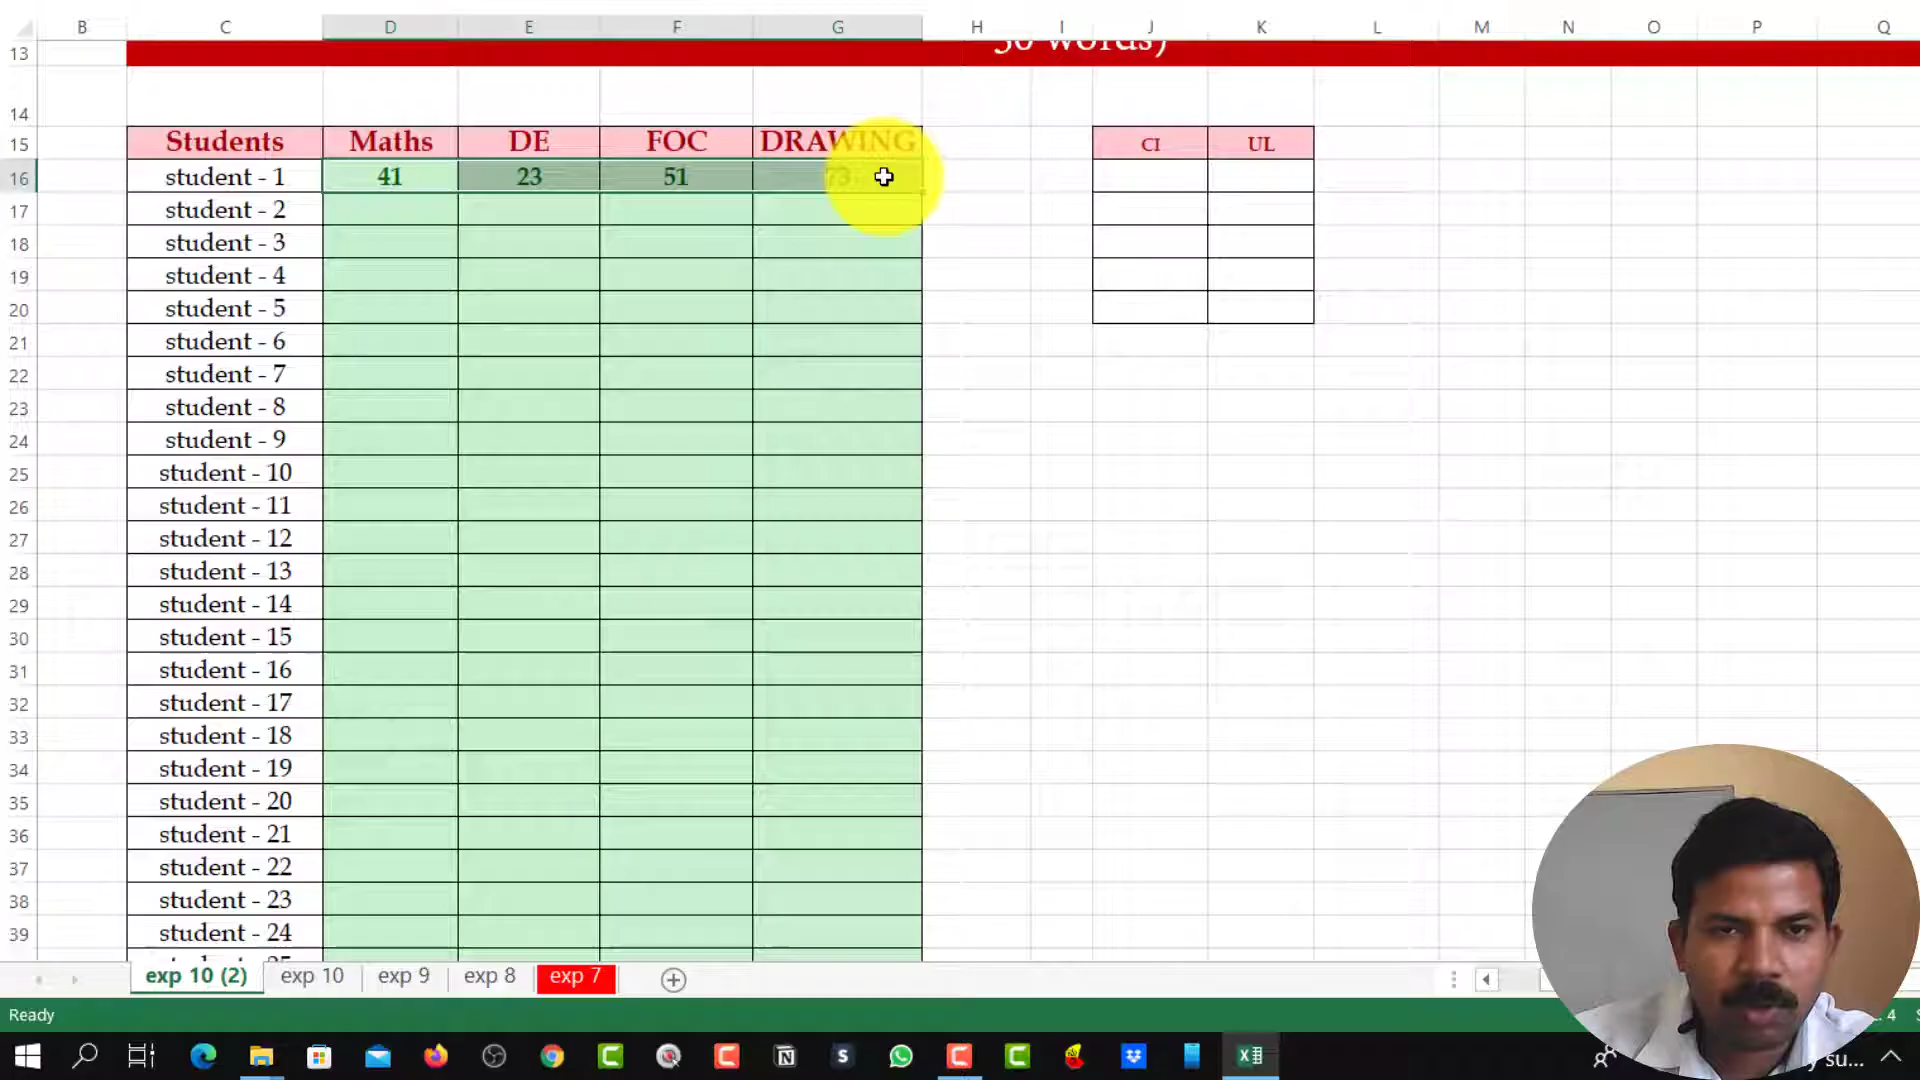 B C D E F G H I J K L M N O P Q
13 30 words)
14
15 Students Maths DE FOC DRAWING CI UL
16 student - 1 41 23 51 73
17 student - 2
18 student - 3
19 student - 4
20 student - 5
21 student - 6
22 student - 7
23 student - 8
24 student - 9
25 student - 10
26 student - 11
27 student - 12
28 student - 13
29 student - 14
30 student - 15
31 student - 16
32 student - 17
33 student - 18
34 student - 19
35 student - 20
36 student - 21
37 student - 22
38 student - 23
39 student - 24
exp 10 (2) exp 10 exp 9 exp 8 exp 7
Ready 4
su...